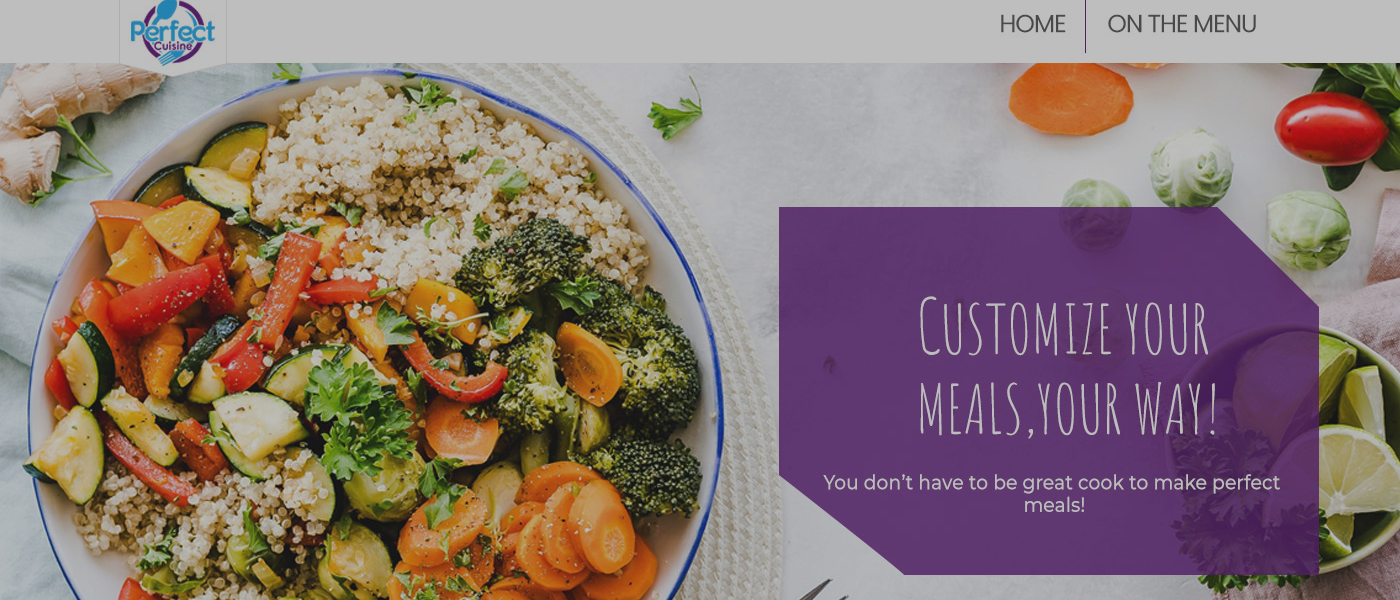 Perfect
Cuisine
HOME
ON THE MENU
CUSTOMIZE YOUR
MEALS,YOUR WAY!
You don't have to be great cook to make perfect
meals!